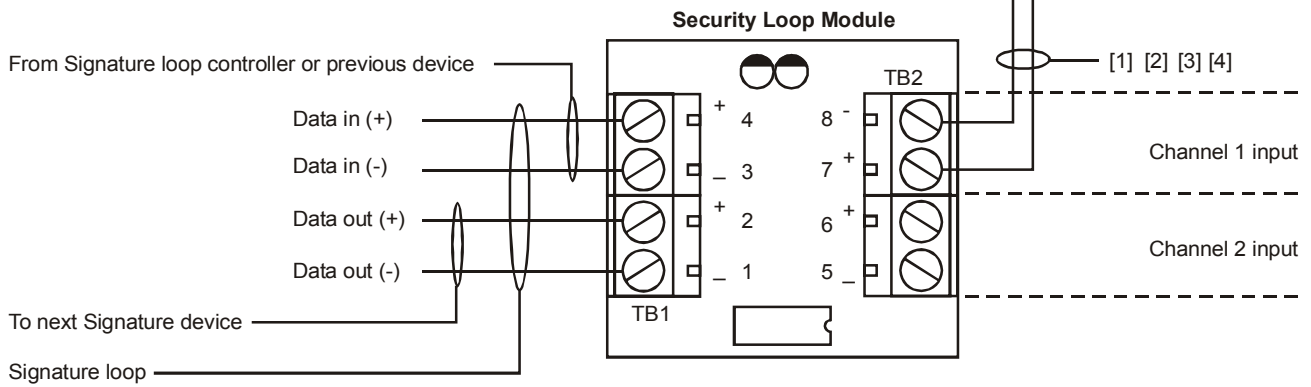 Security Loop Module
From Signature loop controller or previous device
[1] [2] [3] [4]
TB2
Data in (+)
+ 4
8 -
Data in (-)
_ 3
7 +
Channel 1 input
Data out (+)
+ 2
6 +
Data out (-)
_ 1
5 _
Channel 2 input
TB1
To next Signature device
Signature loop